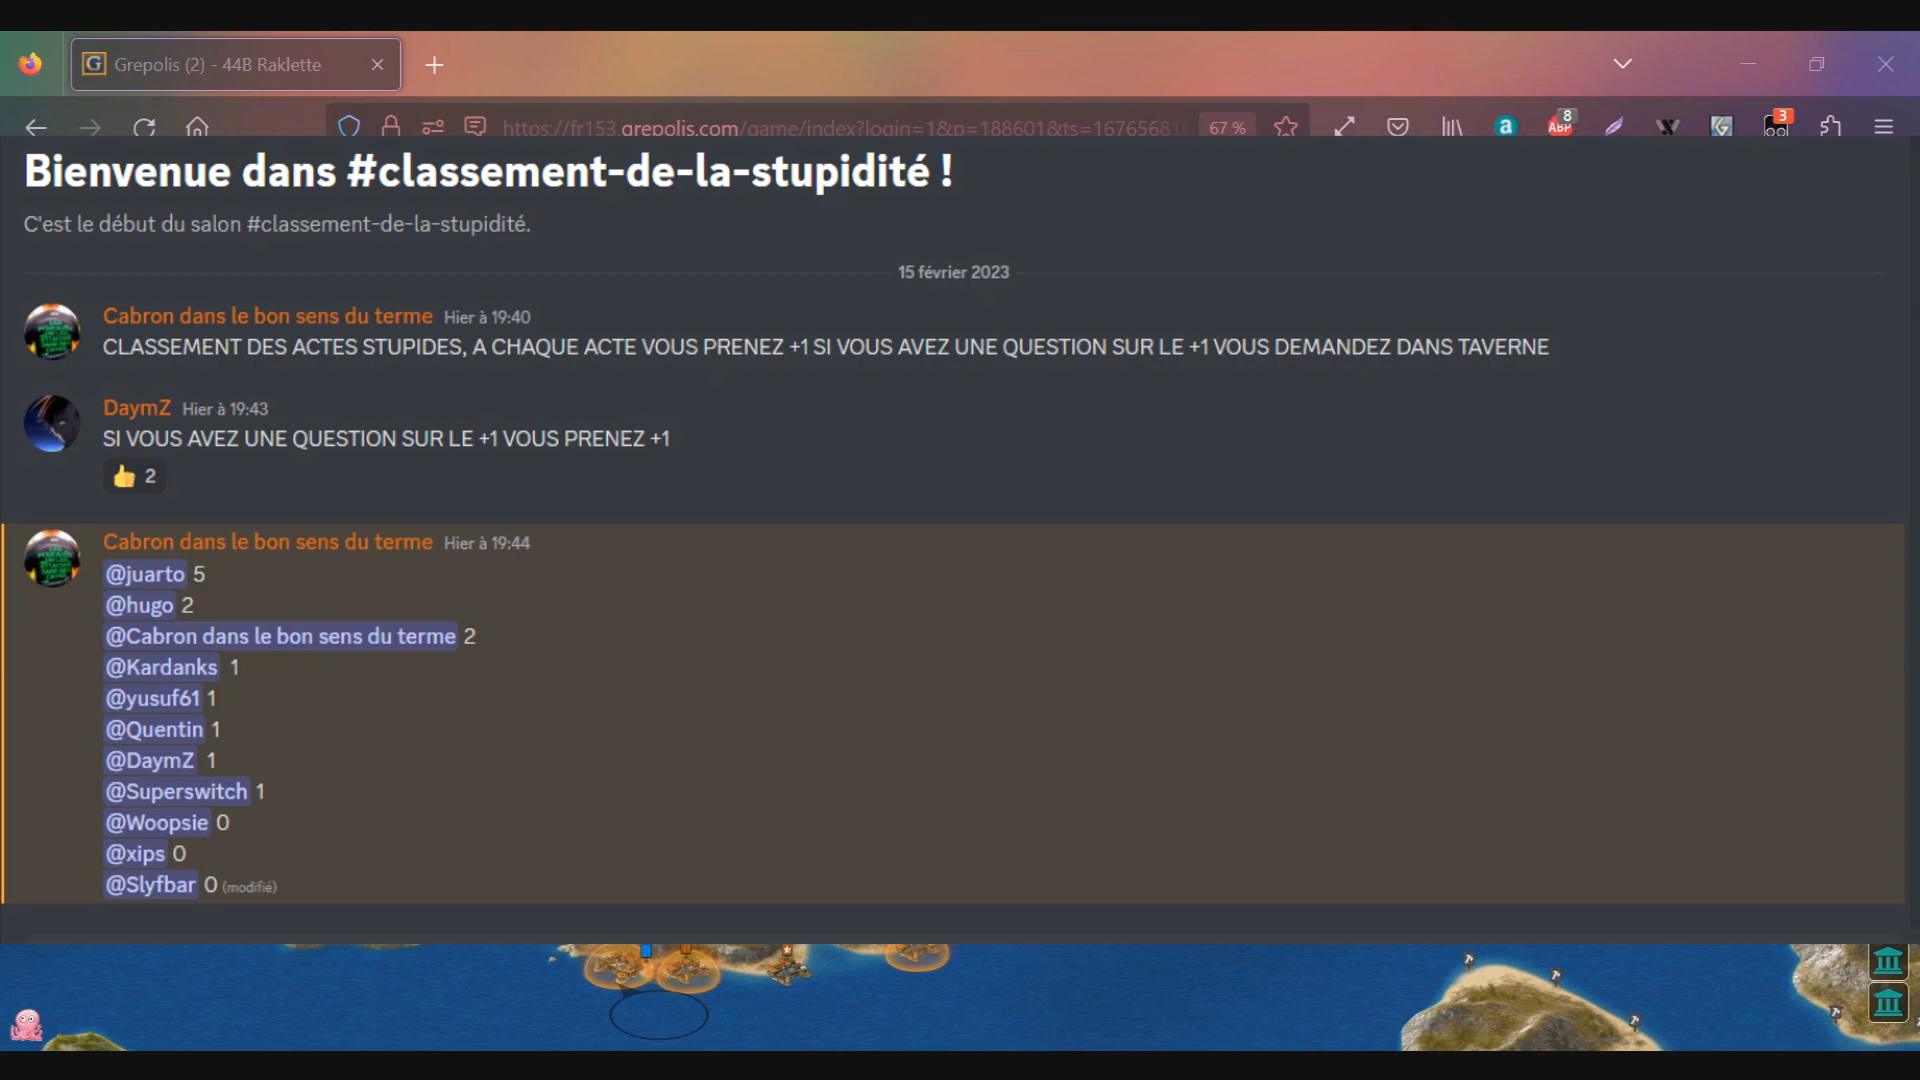 Grepolis (2) - 44B Raklette
https://fr153.grepolis.com/game/index?login=1&p=188601&ts=16765681
67 %
8
ABP
3
Bienvenue dans #classement-de-la-stupidité !
C'est le début du salon #classement-de-la-stupidité.
15 février 2023
Cabron dans le bon sens du terme Hier à 19:40
CLASSEMENT DES ACTES STUPIDES, A CHAQUE ACTE VOUS PRENEZ +1 SI VOUS AVEZ UNE QUESTION SUR LE +1 VOUS DEMANDEZ DANS TAVERNE
DaymZ Hier à 19:43
SI VOUS AVEZ UNE QUESTION SUR LE +1 VOUS PRENEZ +1
👍 2
Cabron dans le bon sens du terme Hier à 19:44
@juarto 5
@hugo 2
@Cabron dans le bon sens du terme 2
@Kardanks 1
@yusuf61 1
@Quentin 1
@DaymZ 1
@Superswitch 1
@Woopsie 0
@xips 0
@Slyfbar 0 (modifié)